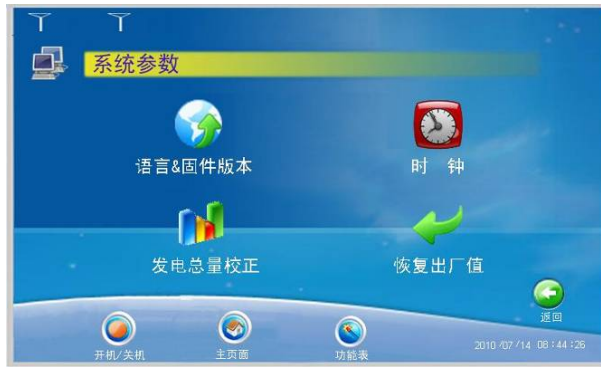 系统参数
语言&固件版本
时 钟
发电总量校正
恢复出厂值
返回
开机/关机
主页面
功能表
2010/07/14 08:44:26